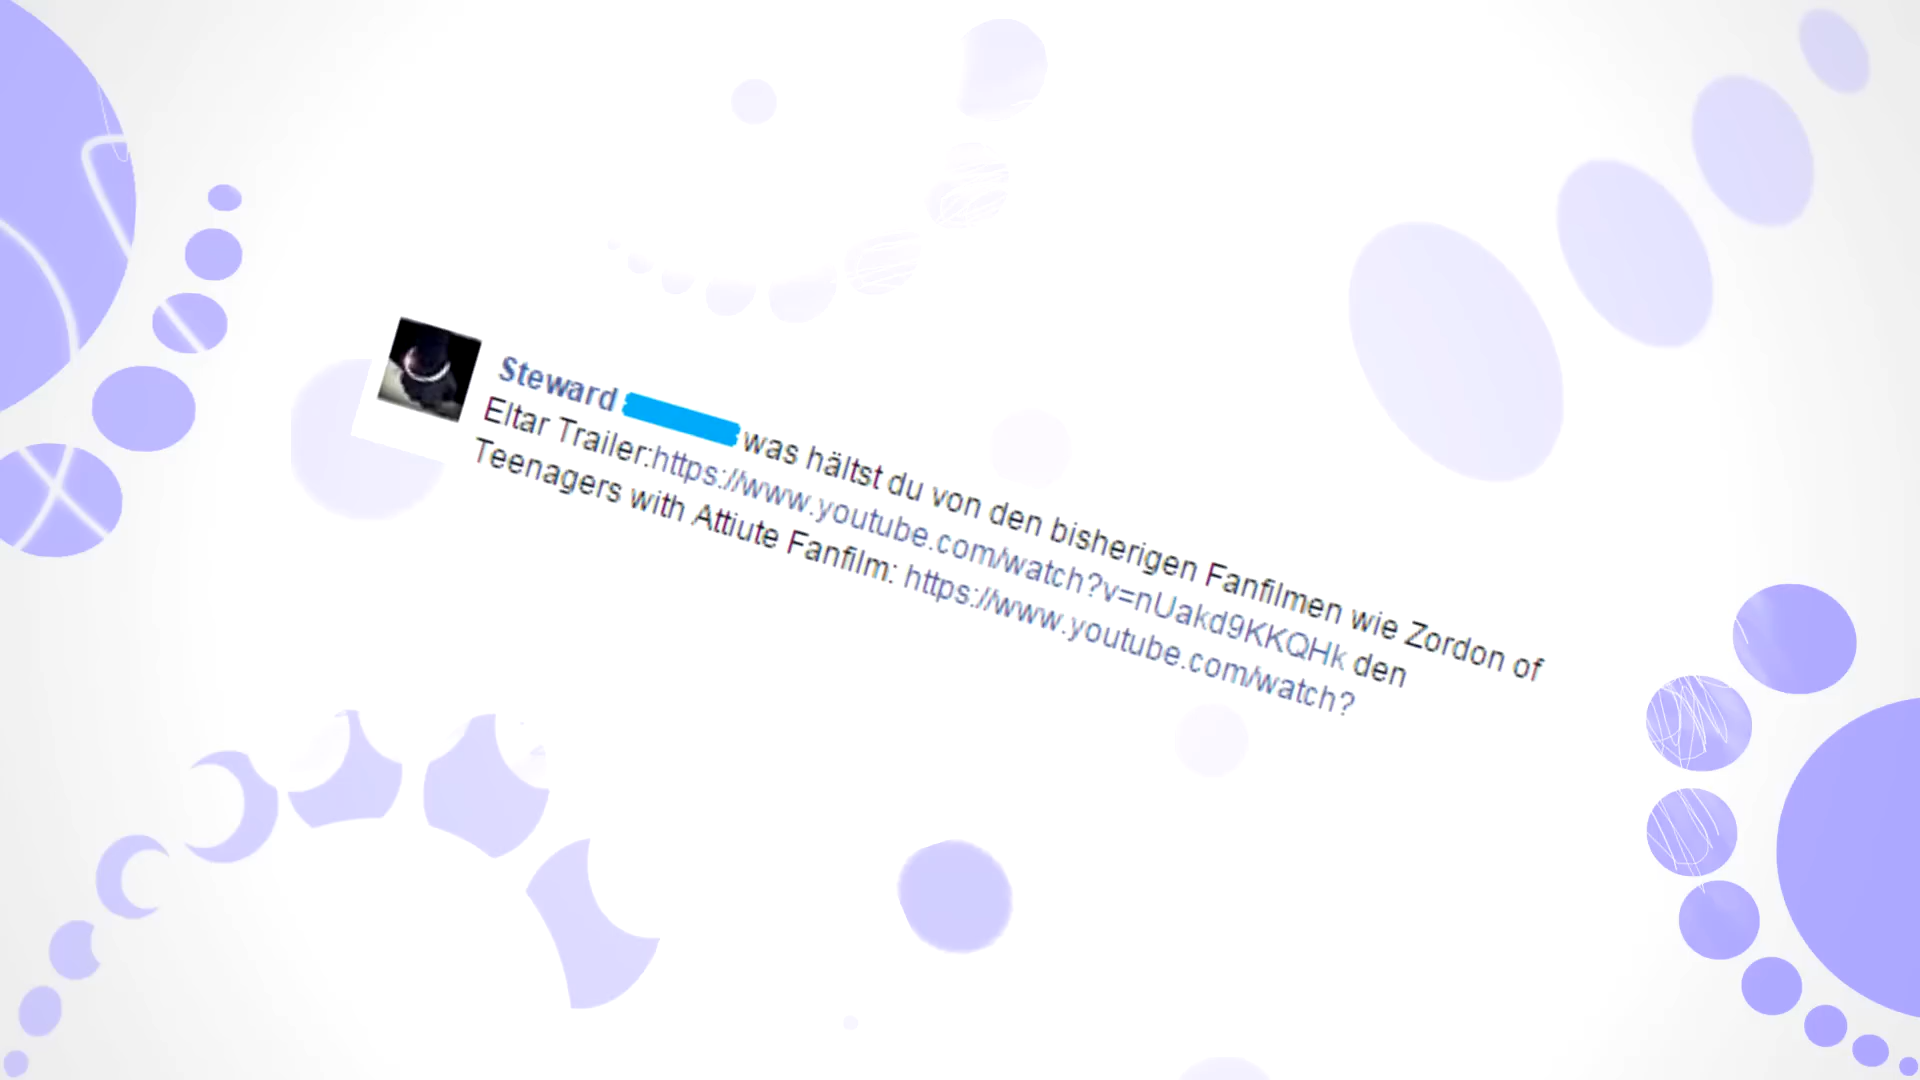 Steward was hältst du von den bisherigen Fanfilmen wie Zordon of
Eltar Trailer:https://www.youtube.com/watch?v=nUakd9KKQHk den
Teenagers with Attiute Fanfilm: https://www.youtube.com/watch?